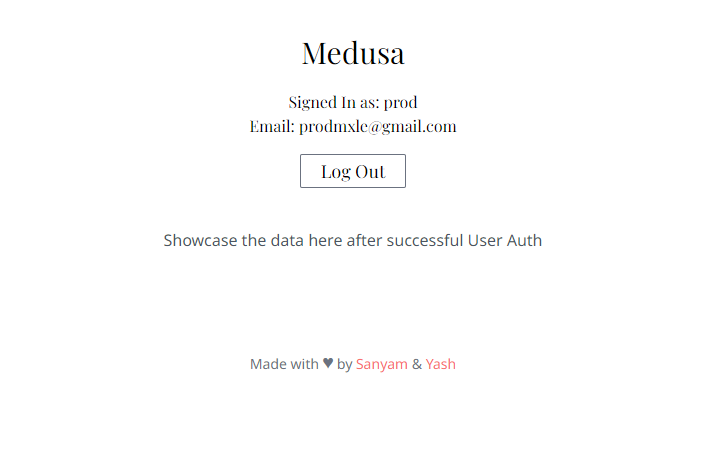 Medusa
Signed In as: prod
Email: prodmxle@gmail.com
Log Out
Showcase the data here after successful User Auth
Made with ♥ by Sanyam & Yash